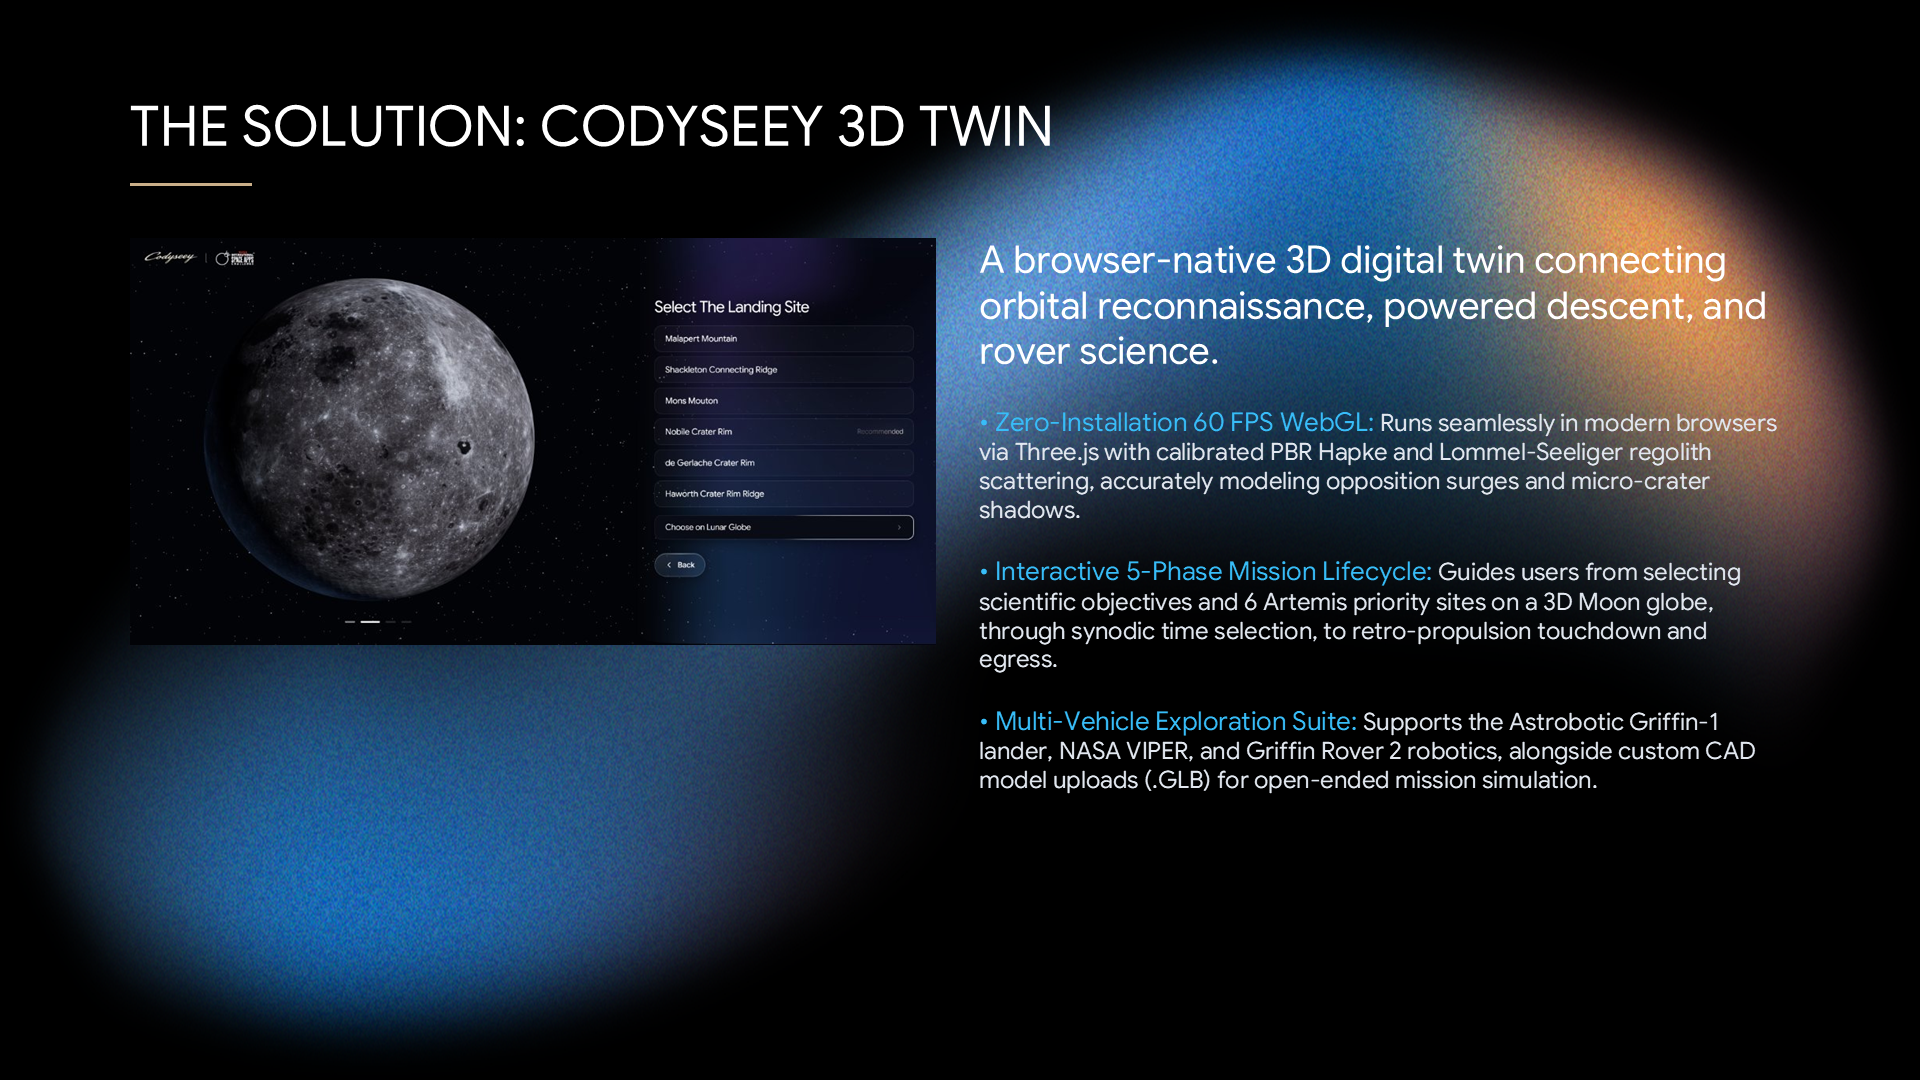 THE SOLUTION: CODYSEEY 3D TWIN
Codyseey
SPACE APPS
Select The Landing Site
Malapert Mountain
Shackleton Connecting Ridge
Mons Mouton
Nobile Crater Rim Recommended
de Gerlache Crater Rim
Haworth Crater Rim Ridge
Choose on Lunar Globe
Back
A browser-native 3D digital twin connecting
orbital reconnaissance, powered descent, and
rover science.
• Zero-Installation 60 FPS WebGL: Runs seamlessly in modern browsers
via Three.js with calibrated PBR Hapke and Lommel-Seeliger regolith
scattering, accurately modeling opposition surges and micro-crater
shadows.
• Interactive 5-Phase Mission Lifecycle: Guides users from selecting
scientific objectives and 6 Artemis priority sites on a 3D Moon globe,
through synodic time selection, to retro-propulsion touchdown and
egress.
• Multi-Vehicle Exploration Suite: Supports the Astrobotic Griffin-1
lander, NASA VIPER, and Griffin Rover 2 robotics, alongside custom CAD
model uploads (.GLB) for open-ended mission simulation.